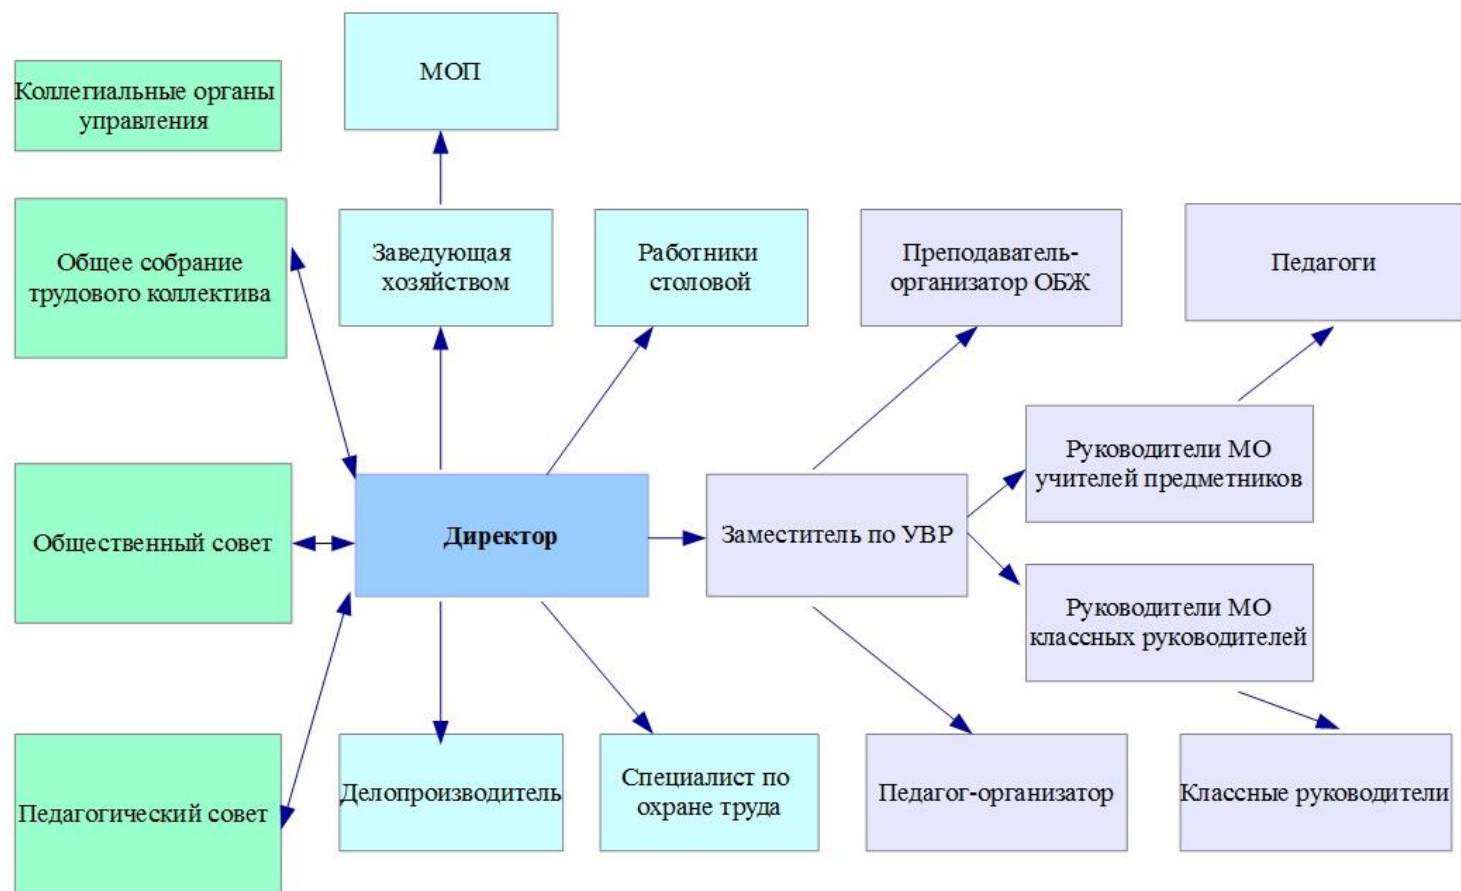 МОП
Коллегиальные органы
управления
Общее собрание
трудового коллектива
Заведующая
хозяйством
Работники
столовой
Преподаватель-
организатор ОБЖ
Педагоги
Руководители МО
учителей предметников
Общественный совет
Директор
Заместитель по УВР
Руководители МО
классных руководителей
Педагогический совет
Делопроизводитель
Специалист по
охране труда
Педагог-организатор
Классные руководители